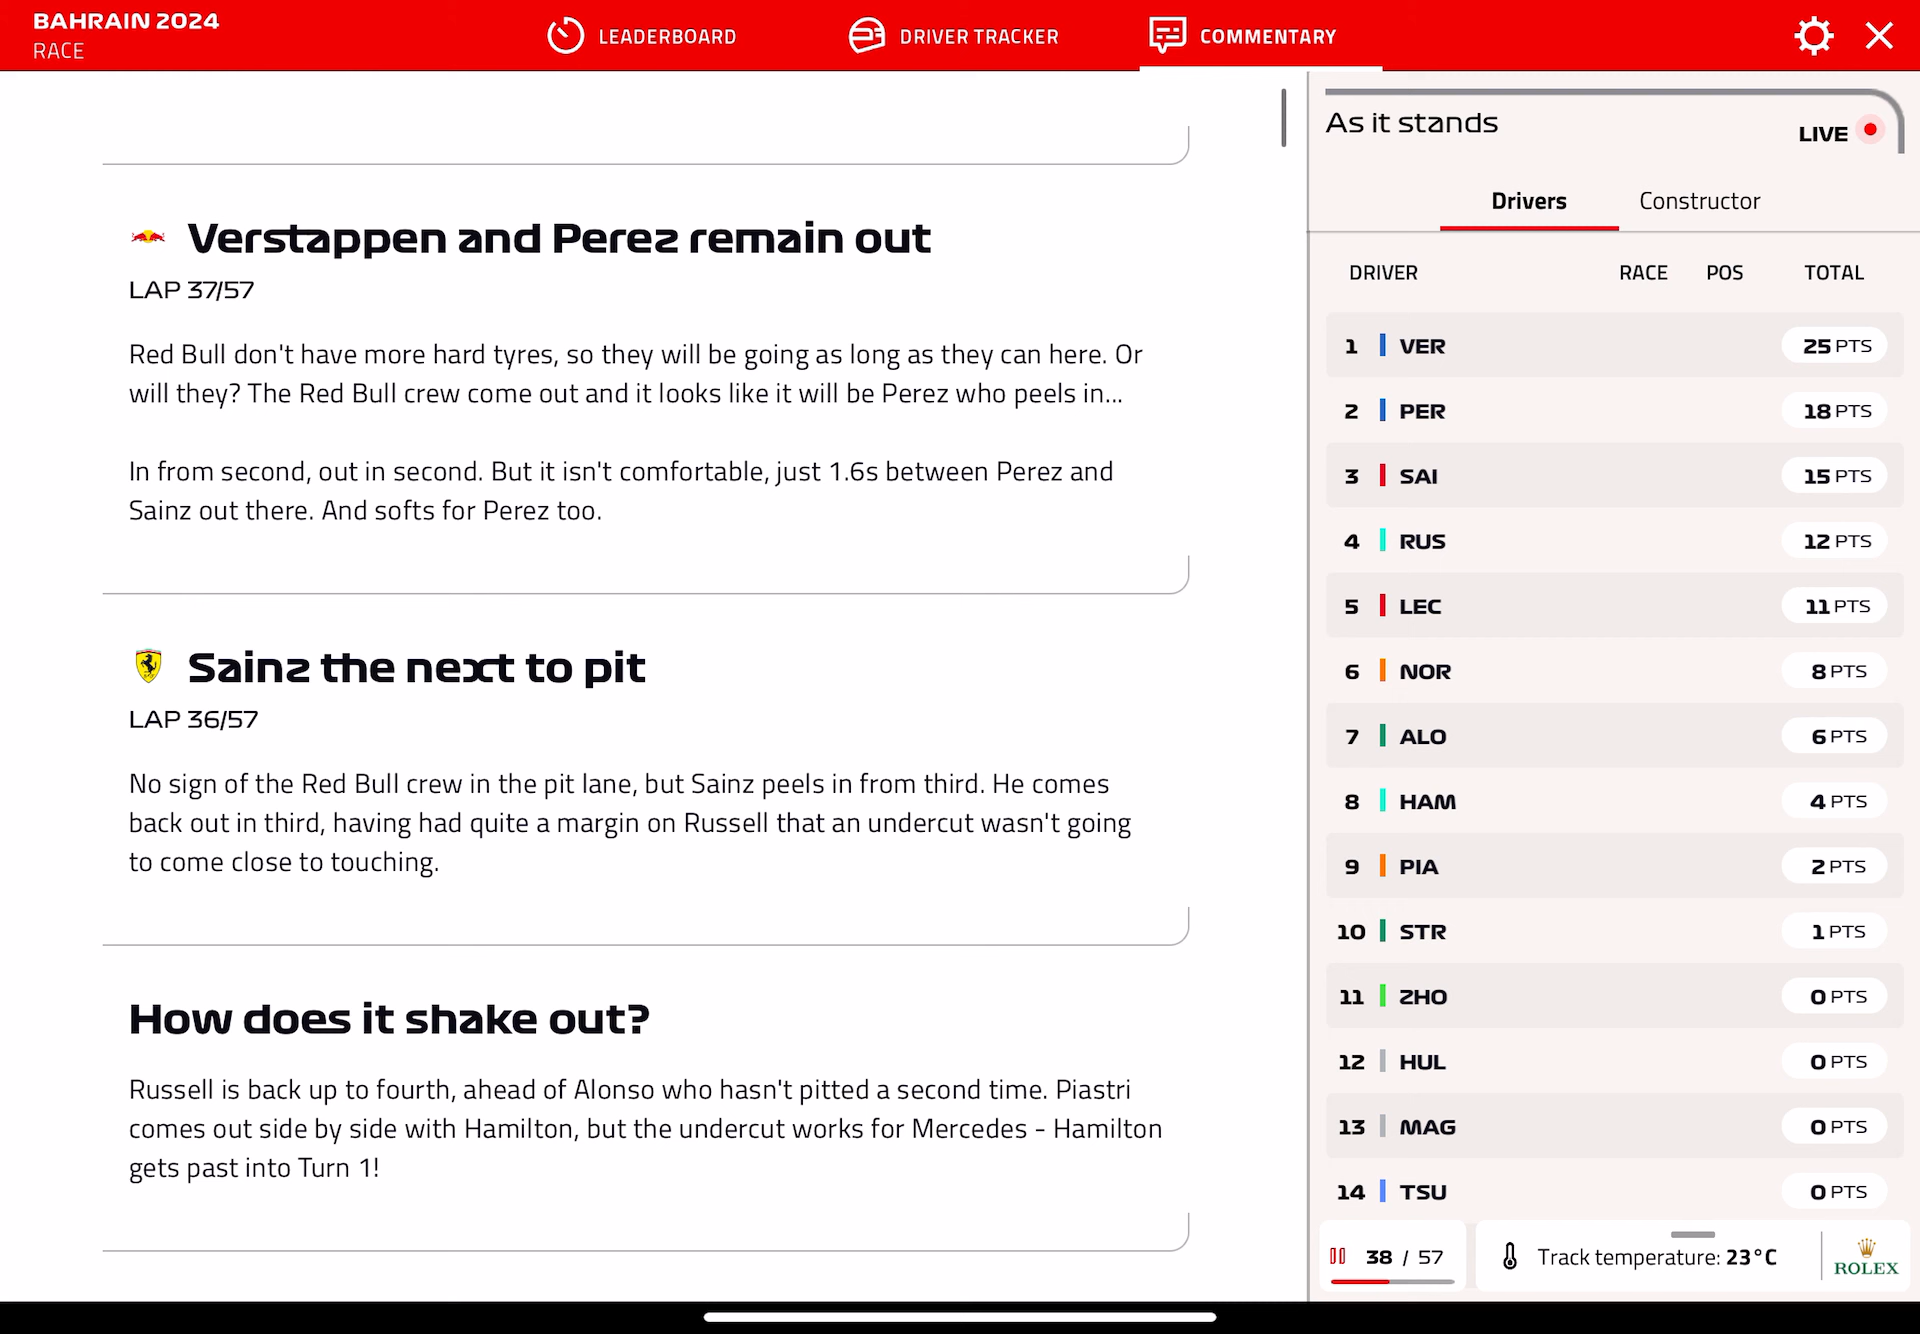 BAHRAIN 2024
RACE
LEADERBOARD
DRIVER TRACKER
COMMENTARY
Verstappen and Perez remain out
LAP 37/57
Red Bull don't have more hard tyres, so they will be going as long as they can here. Or
will they? The Red Bull crew come out and it looks like it will be Perez who peels in...
In from second, out in second. But it isn't comfortable, just 1.6s between Perez and
Sainz out there. And softs for Perez too.
Sainz the next to pit
LAP 36/57
No sign of the Red Bull crew in the pit lane, but Sainz peels in from third. He comes
back out in third, having had quite a margin on Russell that an undercut wasn't going
to come close to touching.
How does it shake out?
Russell is back up to fourth, ahead of Alonso who hasn't pitted a second time. Piastri
comes out side by side with Hamilton, but the undercut works for Mercedes - Hamilton
gets past into Turn 1!
As it stands
LIVE
Drivers Constructor
DRIVER RACE POS TOTAL
1 VER 25 PTS
2 PER 18 PTS
3 SAI 15 PTS
4 RUS 12 PTS
5 LEC 11 PTS
6 NOR 8 PTS
7 ALO 6 PTS
8 HAM 4 PTS
9 PIA 2 PTS
10 STR 1 PTS
11 ZHO 0 PTS
12 HUL 0 PTS
13 MAG 0 PTS
14 TSU 0 PTS
38 / 57
Track temperature: 23°C
ROLEX